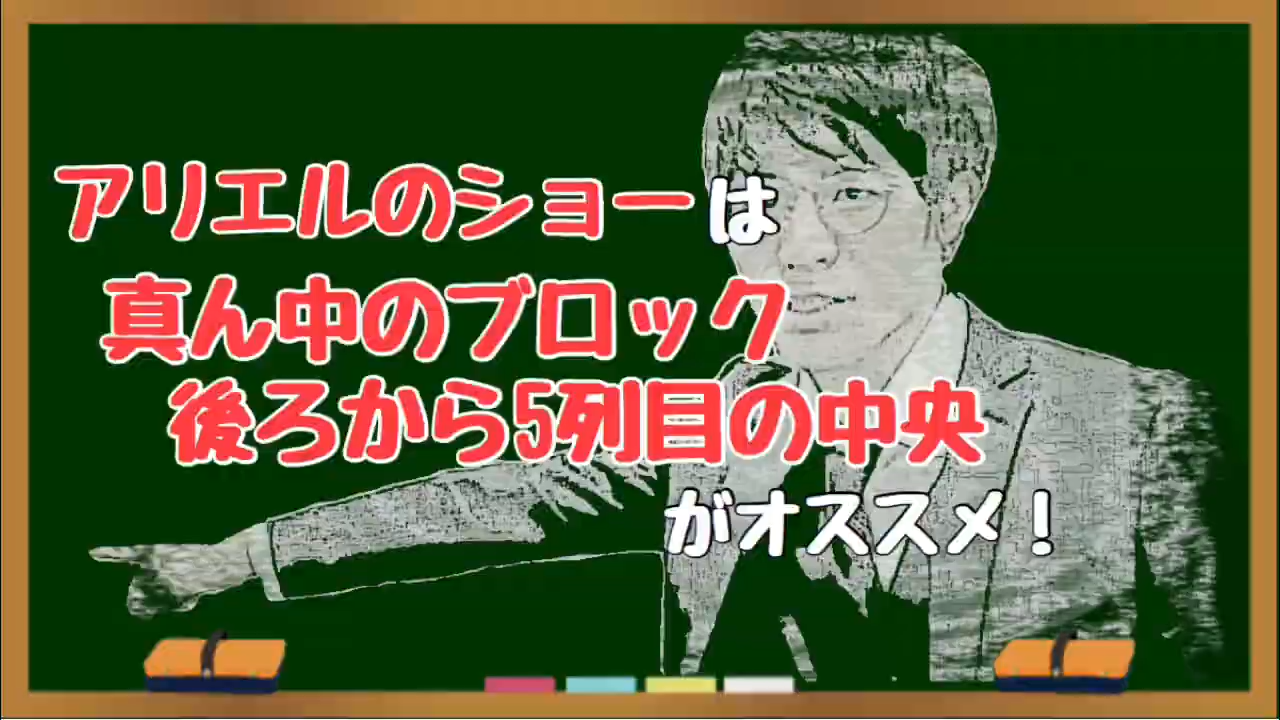 アリエルのショーは
真ん中のブロック
後ろから5列目の中央
がオススメ！